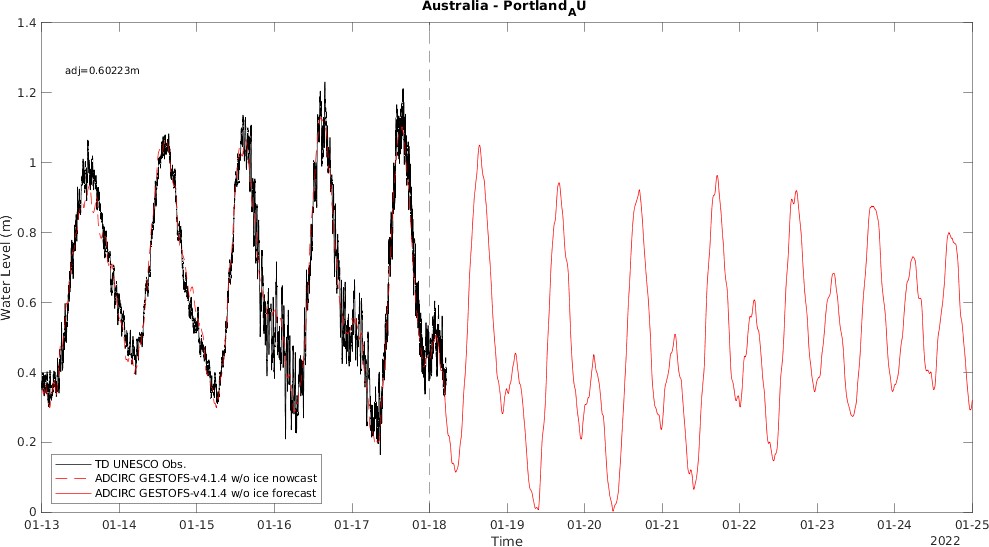 Australia - Portland_AU
adj=0.60223m
1.4
1.2
1
0.8
0.6
0.4
0.2
0
Water Level (m)
TD UNESCO Obs.
ADCIRC GESTOFS-v4.1.4 w/o ice nowcast
ADCIRC GESTOFS-v4.1.4 w/o ice forecast
01-13 01-14 01-15 01-16 01-17 01-18 01-19 01-20 01-21 01-22 01-23 01-24 01-25
Time
2022